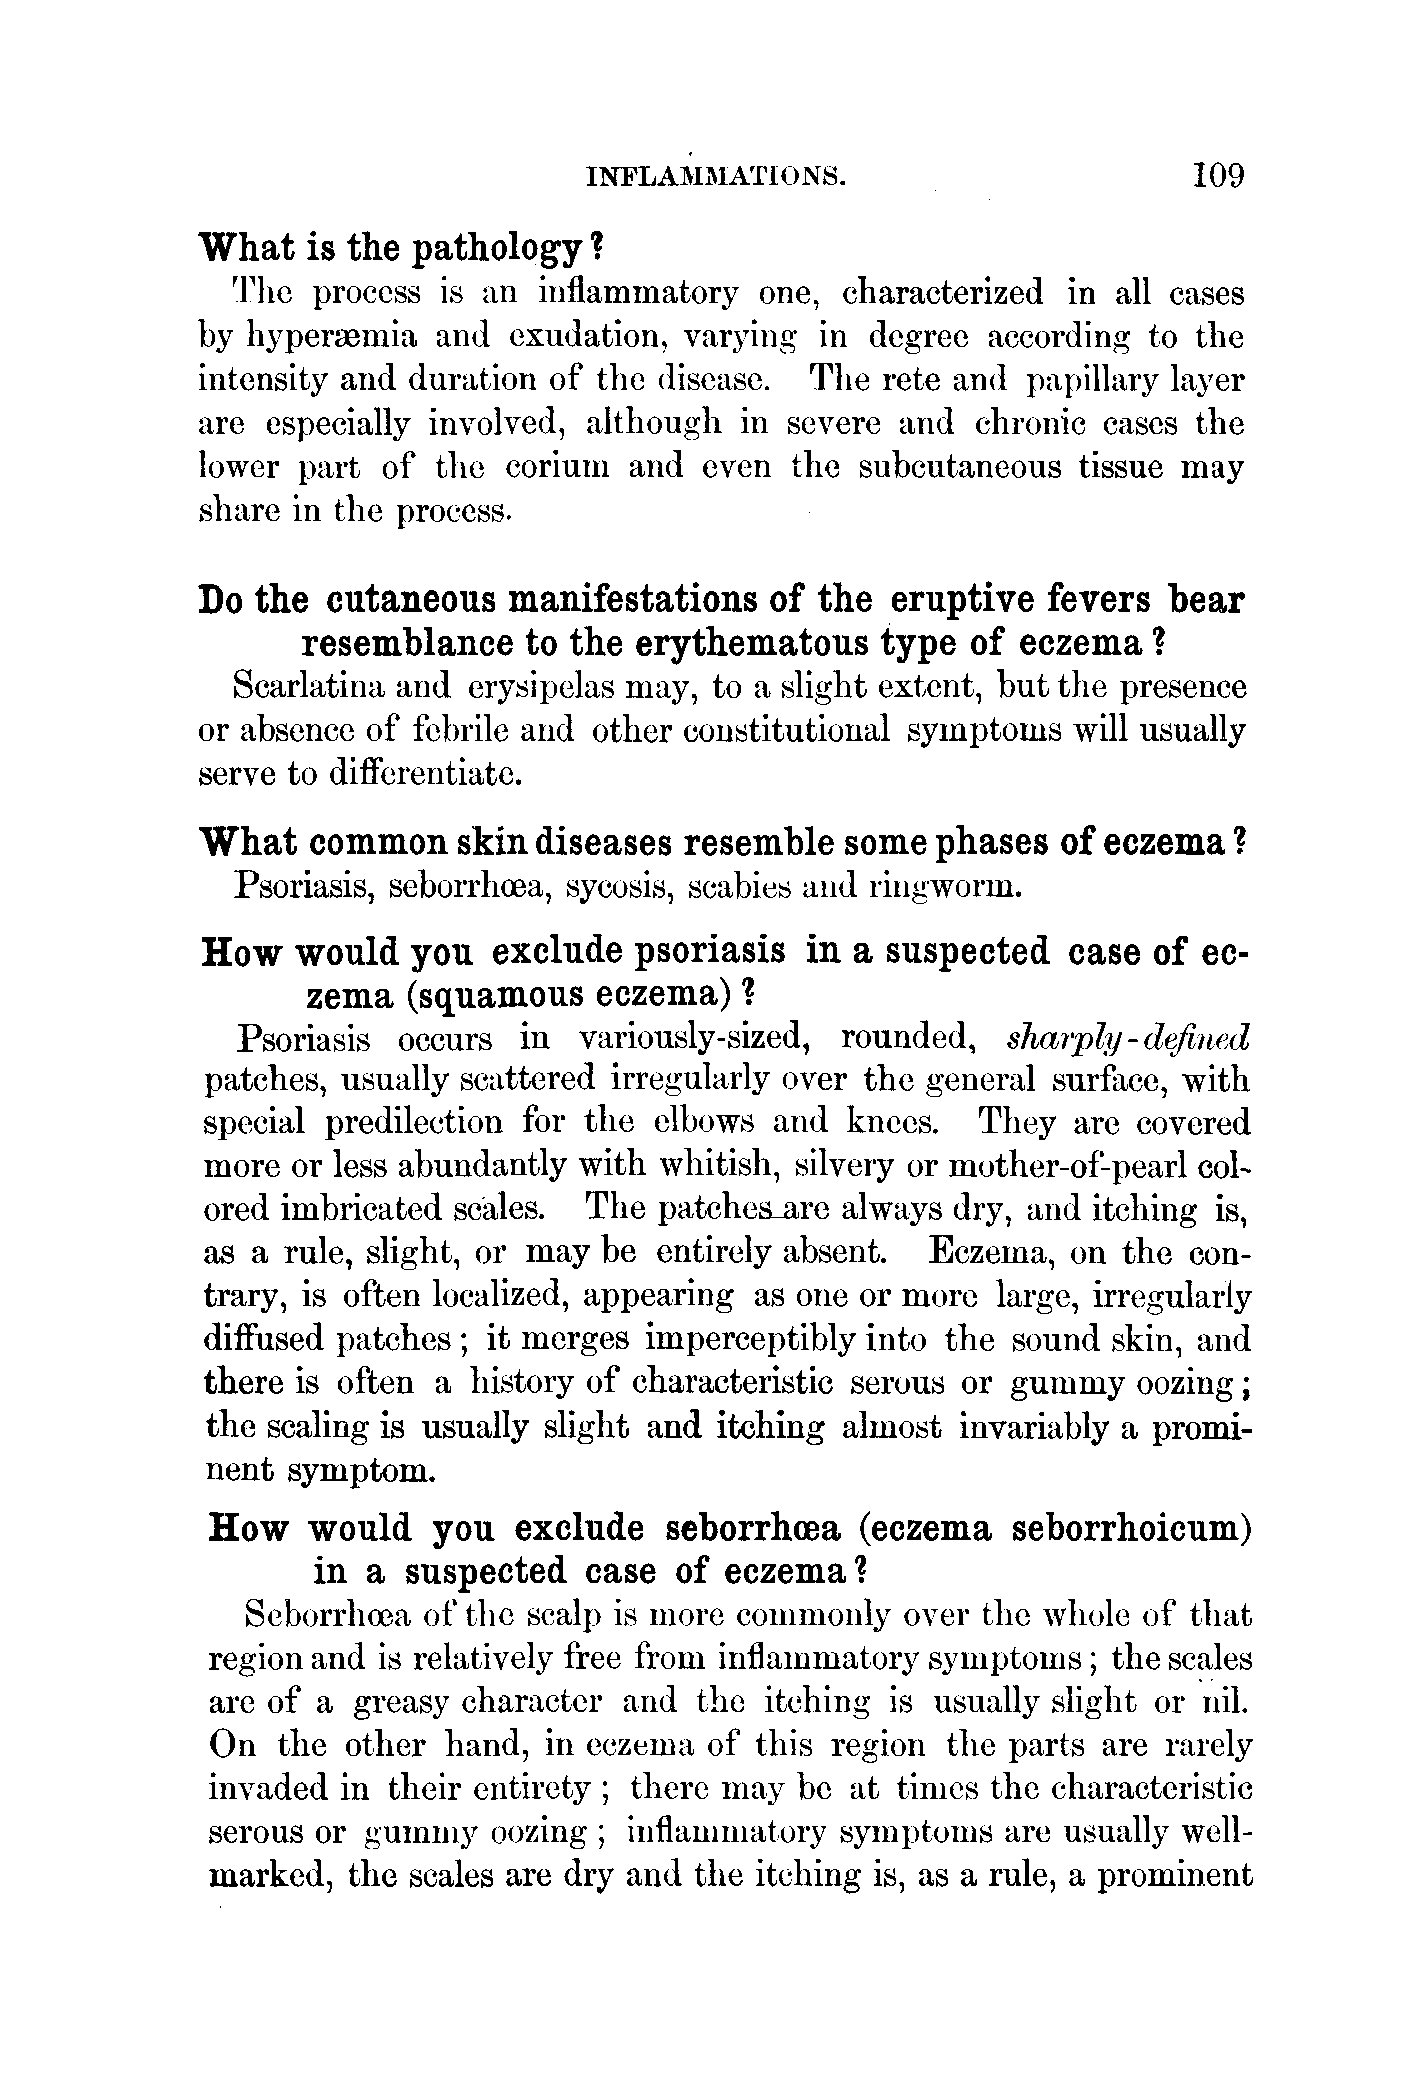 INFLAMMATIONS. 109
What is the pathology?
The process is an inflammatory one, characterized in all cases
by hyperæmia and exudation, varying in degree according to the
intensity and duration of the disease. The rete and papillary layer
are especially involved, although in severe and chronic cases the
lower part of the corium and even the subcutaneous tissue may
share in the process.
Do the cutaneous manifestations of the eruptive fevers bear
resemblance to the erythematous type of eczema?
Scarlatina and erysipelas may, to a slight extent, but the presence
or absence of febrile and other constitutional symptoms will usually
serve to differentiate.
What common skin diseases resemble some phases of eczema?
Psoriasis, seborrhœa, sycosis, scabies and ringworm.
How would you exclude psoriasis in a suspected case of ec-
zema (squamous eczema)?
Psoriasis occurs in variously-sized, rounded, sharply-defined
patches, usually scattered irregularly over the general surface, with
special predilection for the elbows and knees. They are covered
more or less abundantly with whitish, silvery or mother-of-pearl col-
ored imbricated scales. The patches are always dry, and itching is,
as a rule, slight, or may be entirely absent. Eczema, on the con-
trary, is often localized, appearing as one or more large, irregularly
diffused patches; it merges imperceptibly into the sound skin, and
there is often a history of characteristic serous or gummy oozing;
the scaling is usually slight and itching almost invariably a promi-
nent symptom.
How would you exclude seborrhœa (eczema seborrhoicum)
in a suspected case of eczema?
Seborrhœa of the scalp is more commonly over the whole of that
region and is relatively free from inflammatory symptoms; the scales
are of a greasy character and the itching is usually slight or nil.
On the other hand, in eczema of this region the parts are rarely
invaded in their entirety; there may be at times the characteristic
serous or gummy oozing; inflammatory symptoms are usually well-
marked, the scales are dry and the itching is, as a rule, a prominent